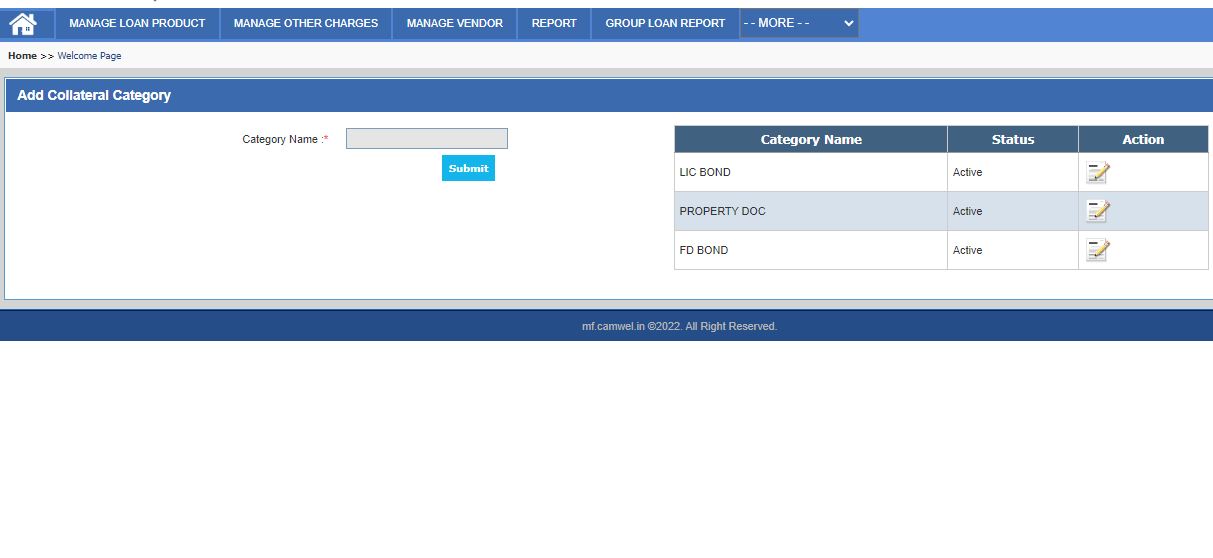 MANAGE LOAN PRODUCT MANAGE OTHER CHARGES MANAGE VENDOR REPORT GROUP LOAN REPORT - - MORE - -
Home >> Welcome Page
Add Collateral Category
Category Name :*
Submit
Category Name Status Action
LIC BOND Active
PROPERTY DOC Active
FD BOND Active
mf.camwel.in ©2022. All Right Reserved.